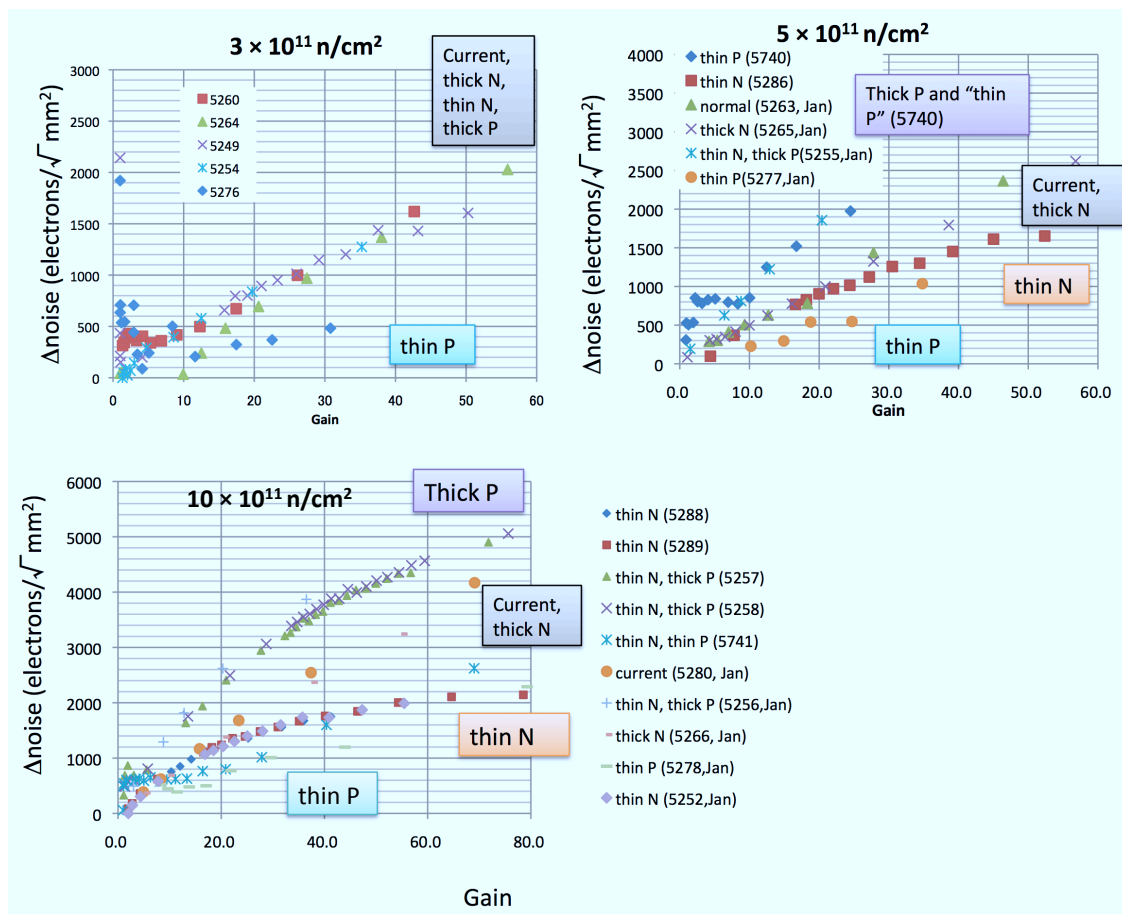 3 × 10¹¹ n/cm²
Current,
thick N,
thin N,
thick P
Δnoise (electrons/√mm²)
3000
2500
2000
1500
1000
500
0
5260
5264
5249
5254
5276
thin P
0 10 20 30 40 50 60
Gain
5 × 10¹¹ n/cm²
Δnoise (electrons/√mm²)
4000
3500
3000
2500
2000
1500
1000
500
0
thin P (5740)
thin N (5286)
normal (5263, Jan)
thick N (5265,Jan)
thin N, thick P(5255,Jan)
thin P(5277,Jan)
Thick P and “thin
P” (5740)
Current,
thick N
thin N
thin P
0.0 10.0 20.0 30.0 40.0 50.0 60.0
Gain
10 × 10¹¹ n/cm²
Thick P
Δnoise (electrons/√mm²)
6000
5000
4000
3000
2000
1000
0
Current,
thick N
thin N
thin P
0.0 20.0 40.0 60.0 80.0
Gain
thin N (5288)
thin N (5289)
thin N, thick P (5257)
thin N, thick P (5258)
thin N, thin P (5741)
current (5280, Jan)
thin N, thick P (5256,Jan)
thick N (5266, Jan)
thin P (5278,Jan)
thin N (5252,Jan)